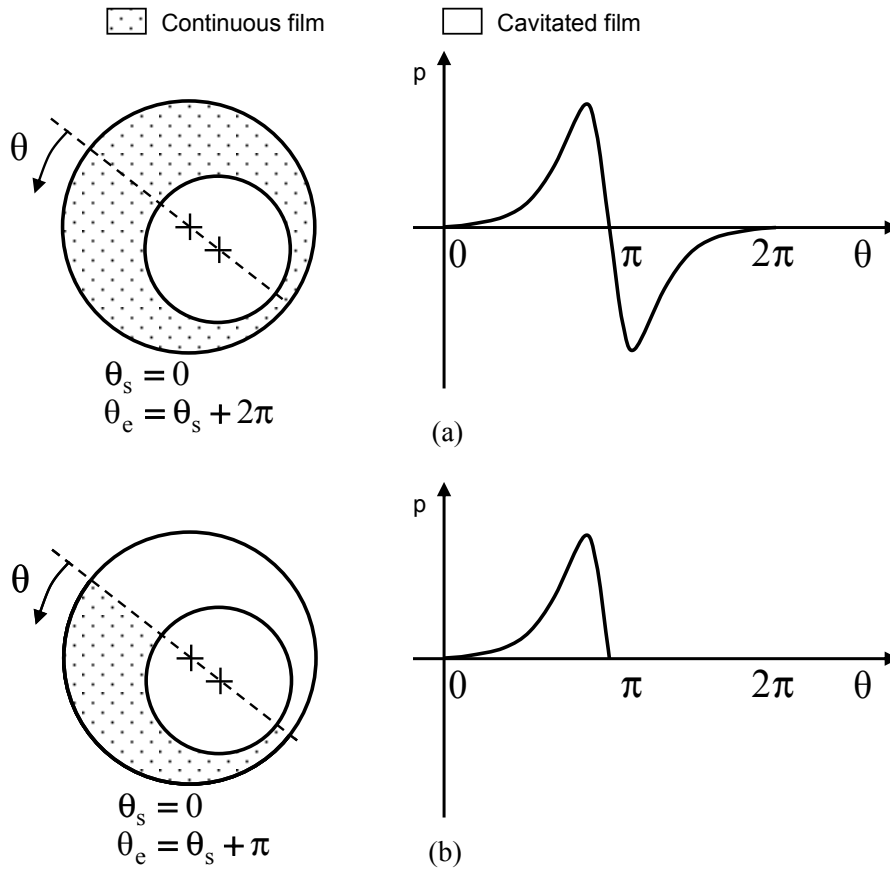 Continuous film
Cavitated film
p
θ
0 π 2π θ
θs = 0
θe = θs + 2π
(a)
p
θ
0 π 2π θ
θs = 0
θe = θs + π
(b)